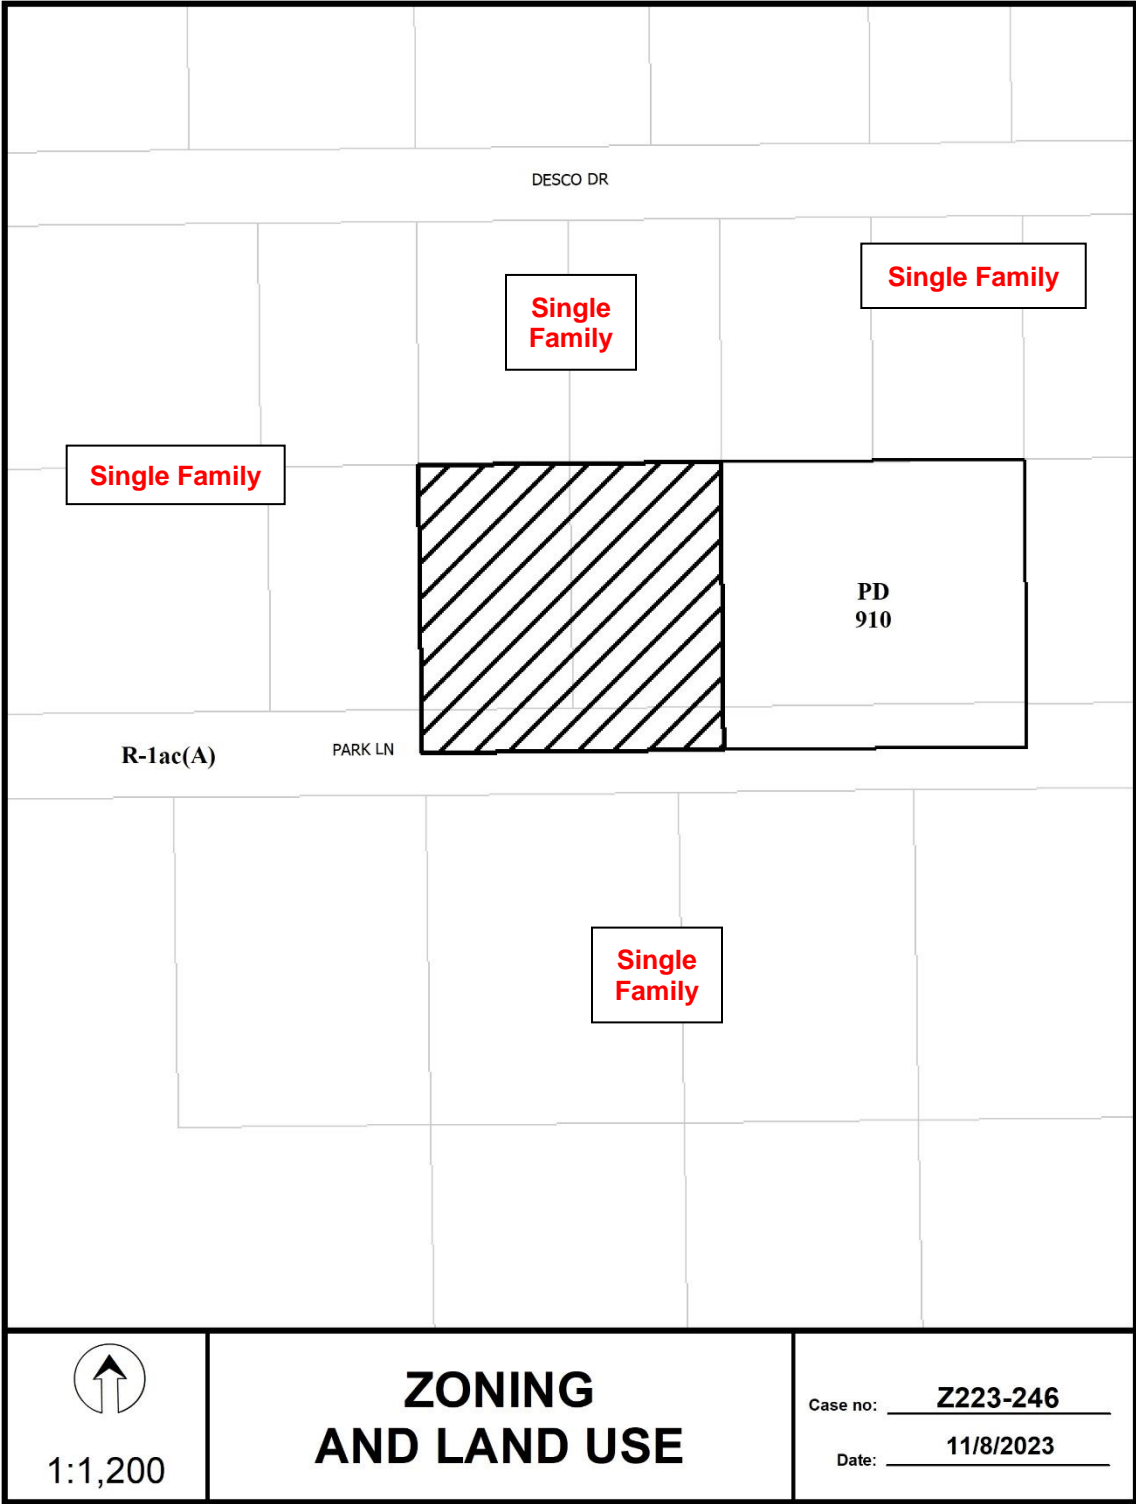 DESCO DR
Single Family
Single
Family
Single Family
PD
910
R-1ac(A)
PARK LN
Single
Family
1:1,200
ZONING
AND LAND USE
Case no: Z223-246
Date: 11/8/2023